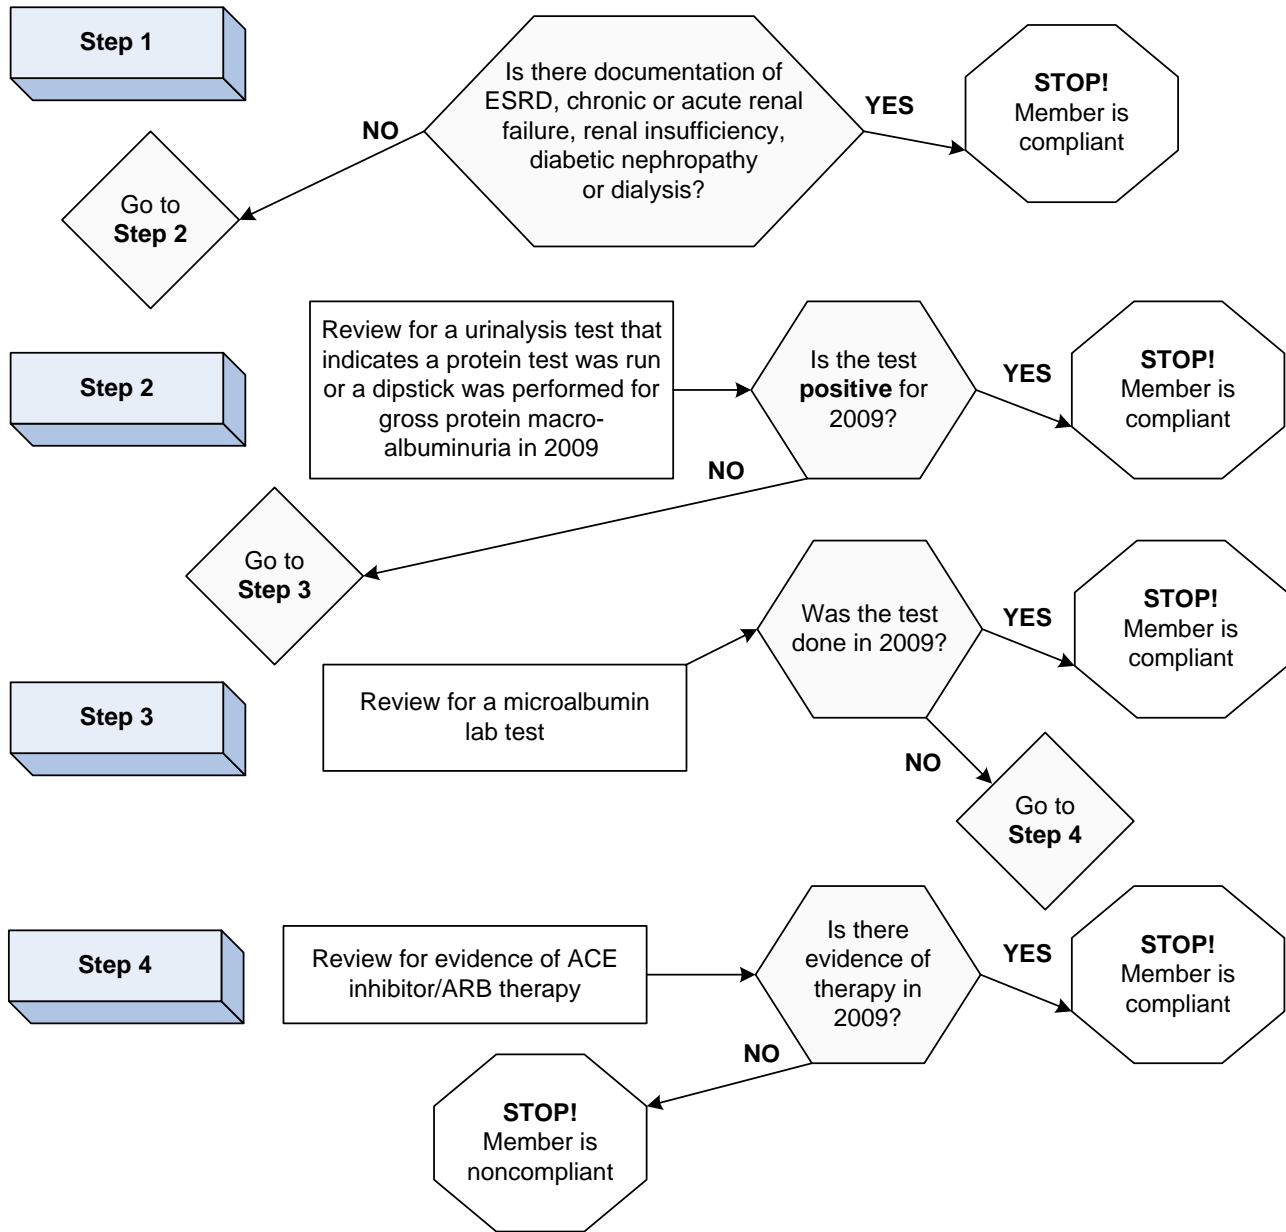 Step 1
Is there documentation of
ESRD, chronic or acute renal
failure, renal insufficiency,
diabetic nephropathy
or dialysis?
YES
STOP!
Member is
compliant
NO
Go to
Step 2
Step 2
Review for a urinalysis test that
indicates a protein test was run
or a dipstick was performed for
gross protein macro-
albuminuria in 2009
Is the test
positive for
2009?
YES
STOP!
Member is
compliant
NO
Go to
Step 3
Step 3
Review for a microalbumin
lab test
Was the test
done in 2009?
YES
STOP!
Member is
compliant
NO
Go to
Step 4
Step 4
Review for evidence of ACE
inhibitor/ARB therapy
Is there
evidence of
therapy in
2009?
YES
STOP!
Member is
compliant
NO
STOP!
Member is
noncompliant